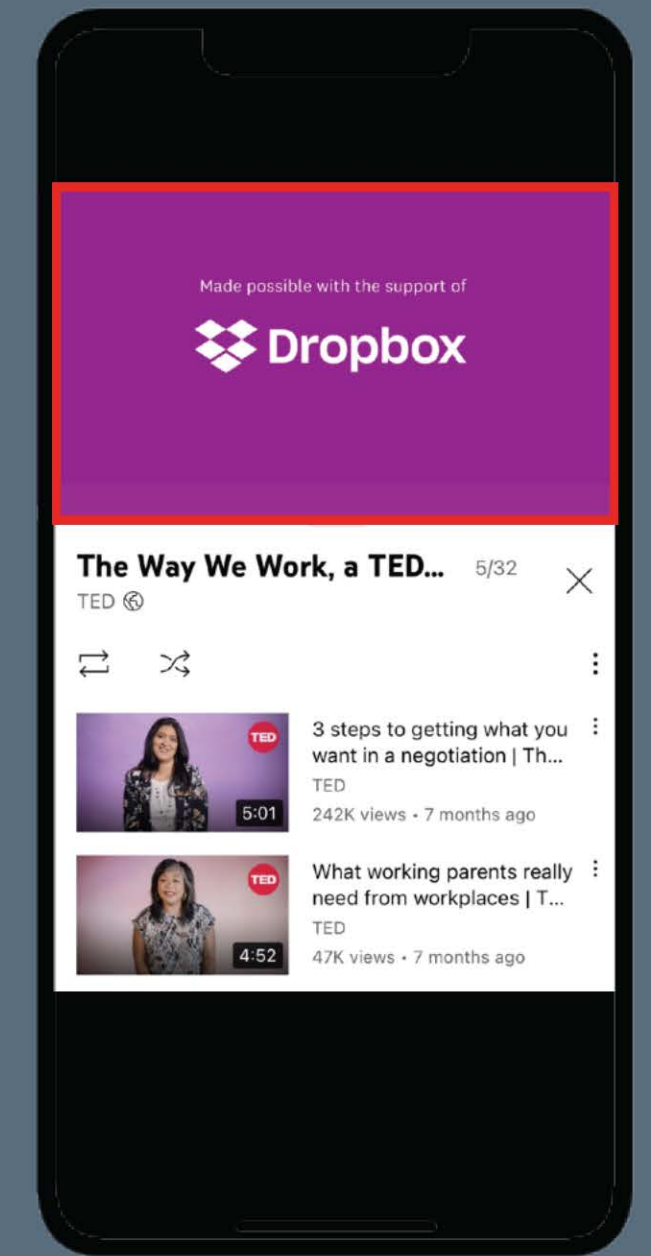 Made possible with the support of
Dropbox
The Way We Work, a TED... 5/32
TED
TED
5:01
3 steps to getting what you
want in a negotiation | Th...
TED
242K views • 7 months ago
TED
4:52
What working parents really
need from workplaces | T...
TED
47K views • 7 months ago